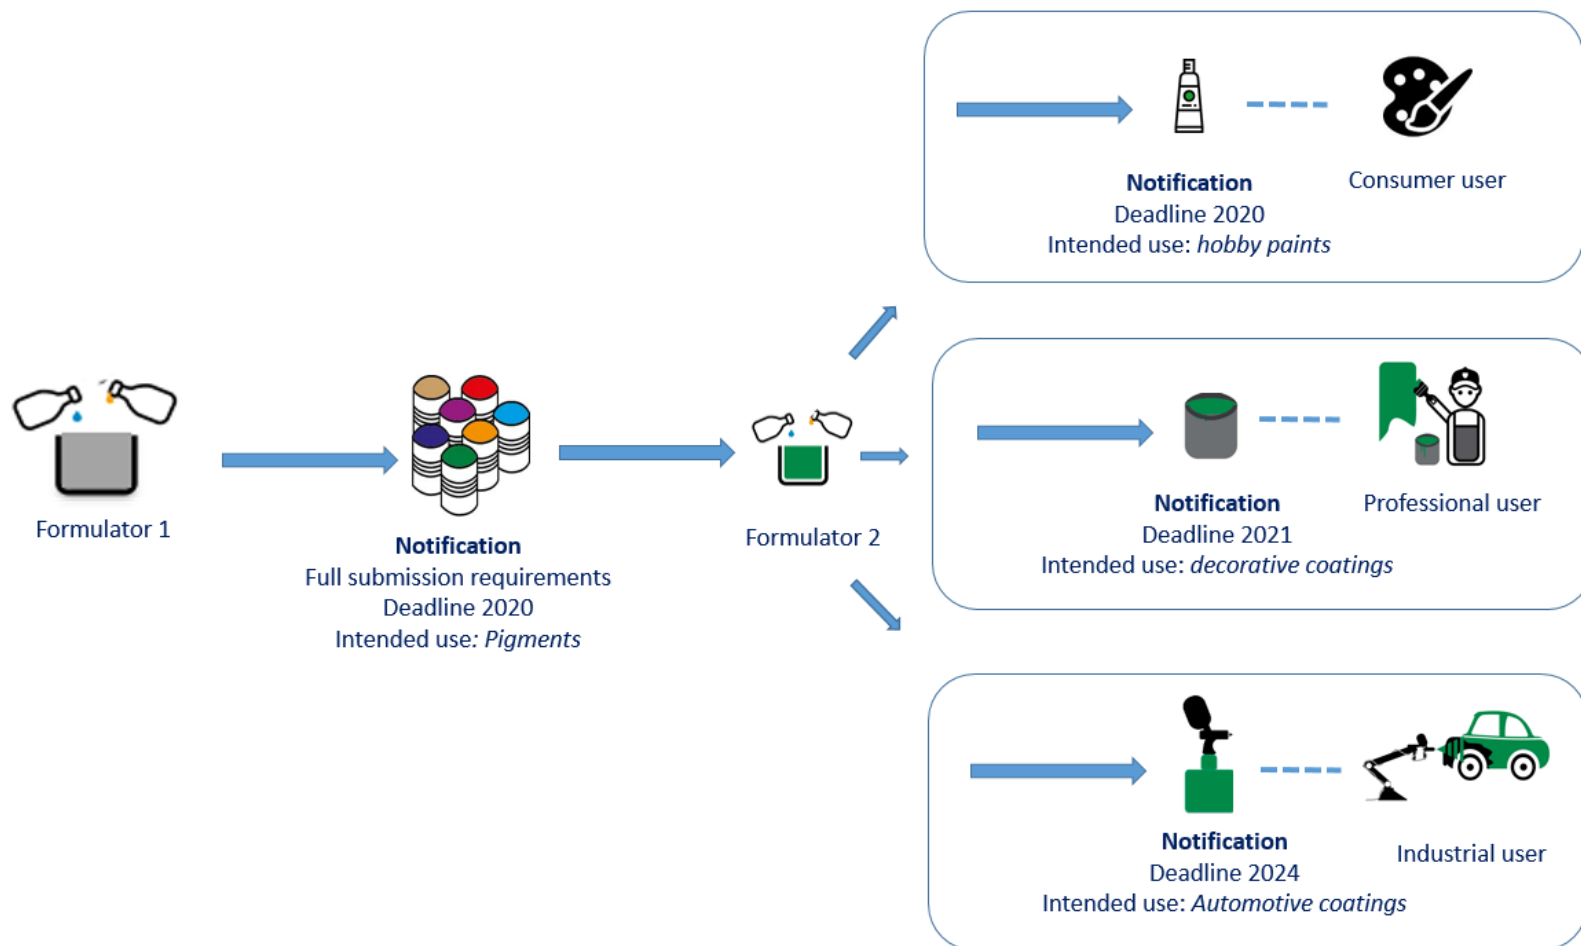 Formulator 1
Notification
Full submission requirements
Deadline 2020
Intended use: Pigments
Formulator 2
Notification
Deadline 2020
Intended use: hobby paints
Consumer user
Notification
Deadline 2021
Intended use: decorative coatings
Professional user
Notification
Deadline 2024
Intended use: Automotive coatings
Industrial user